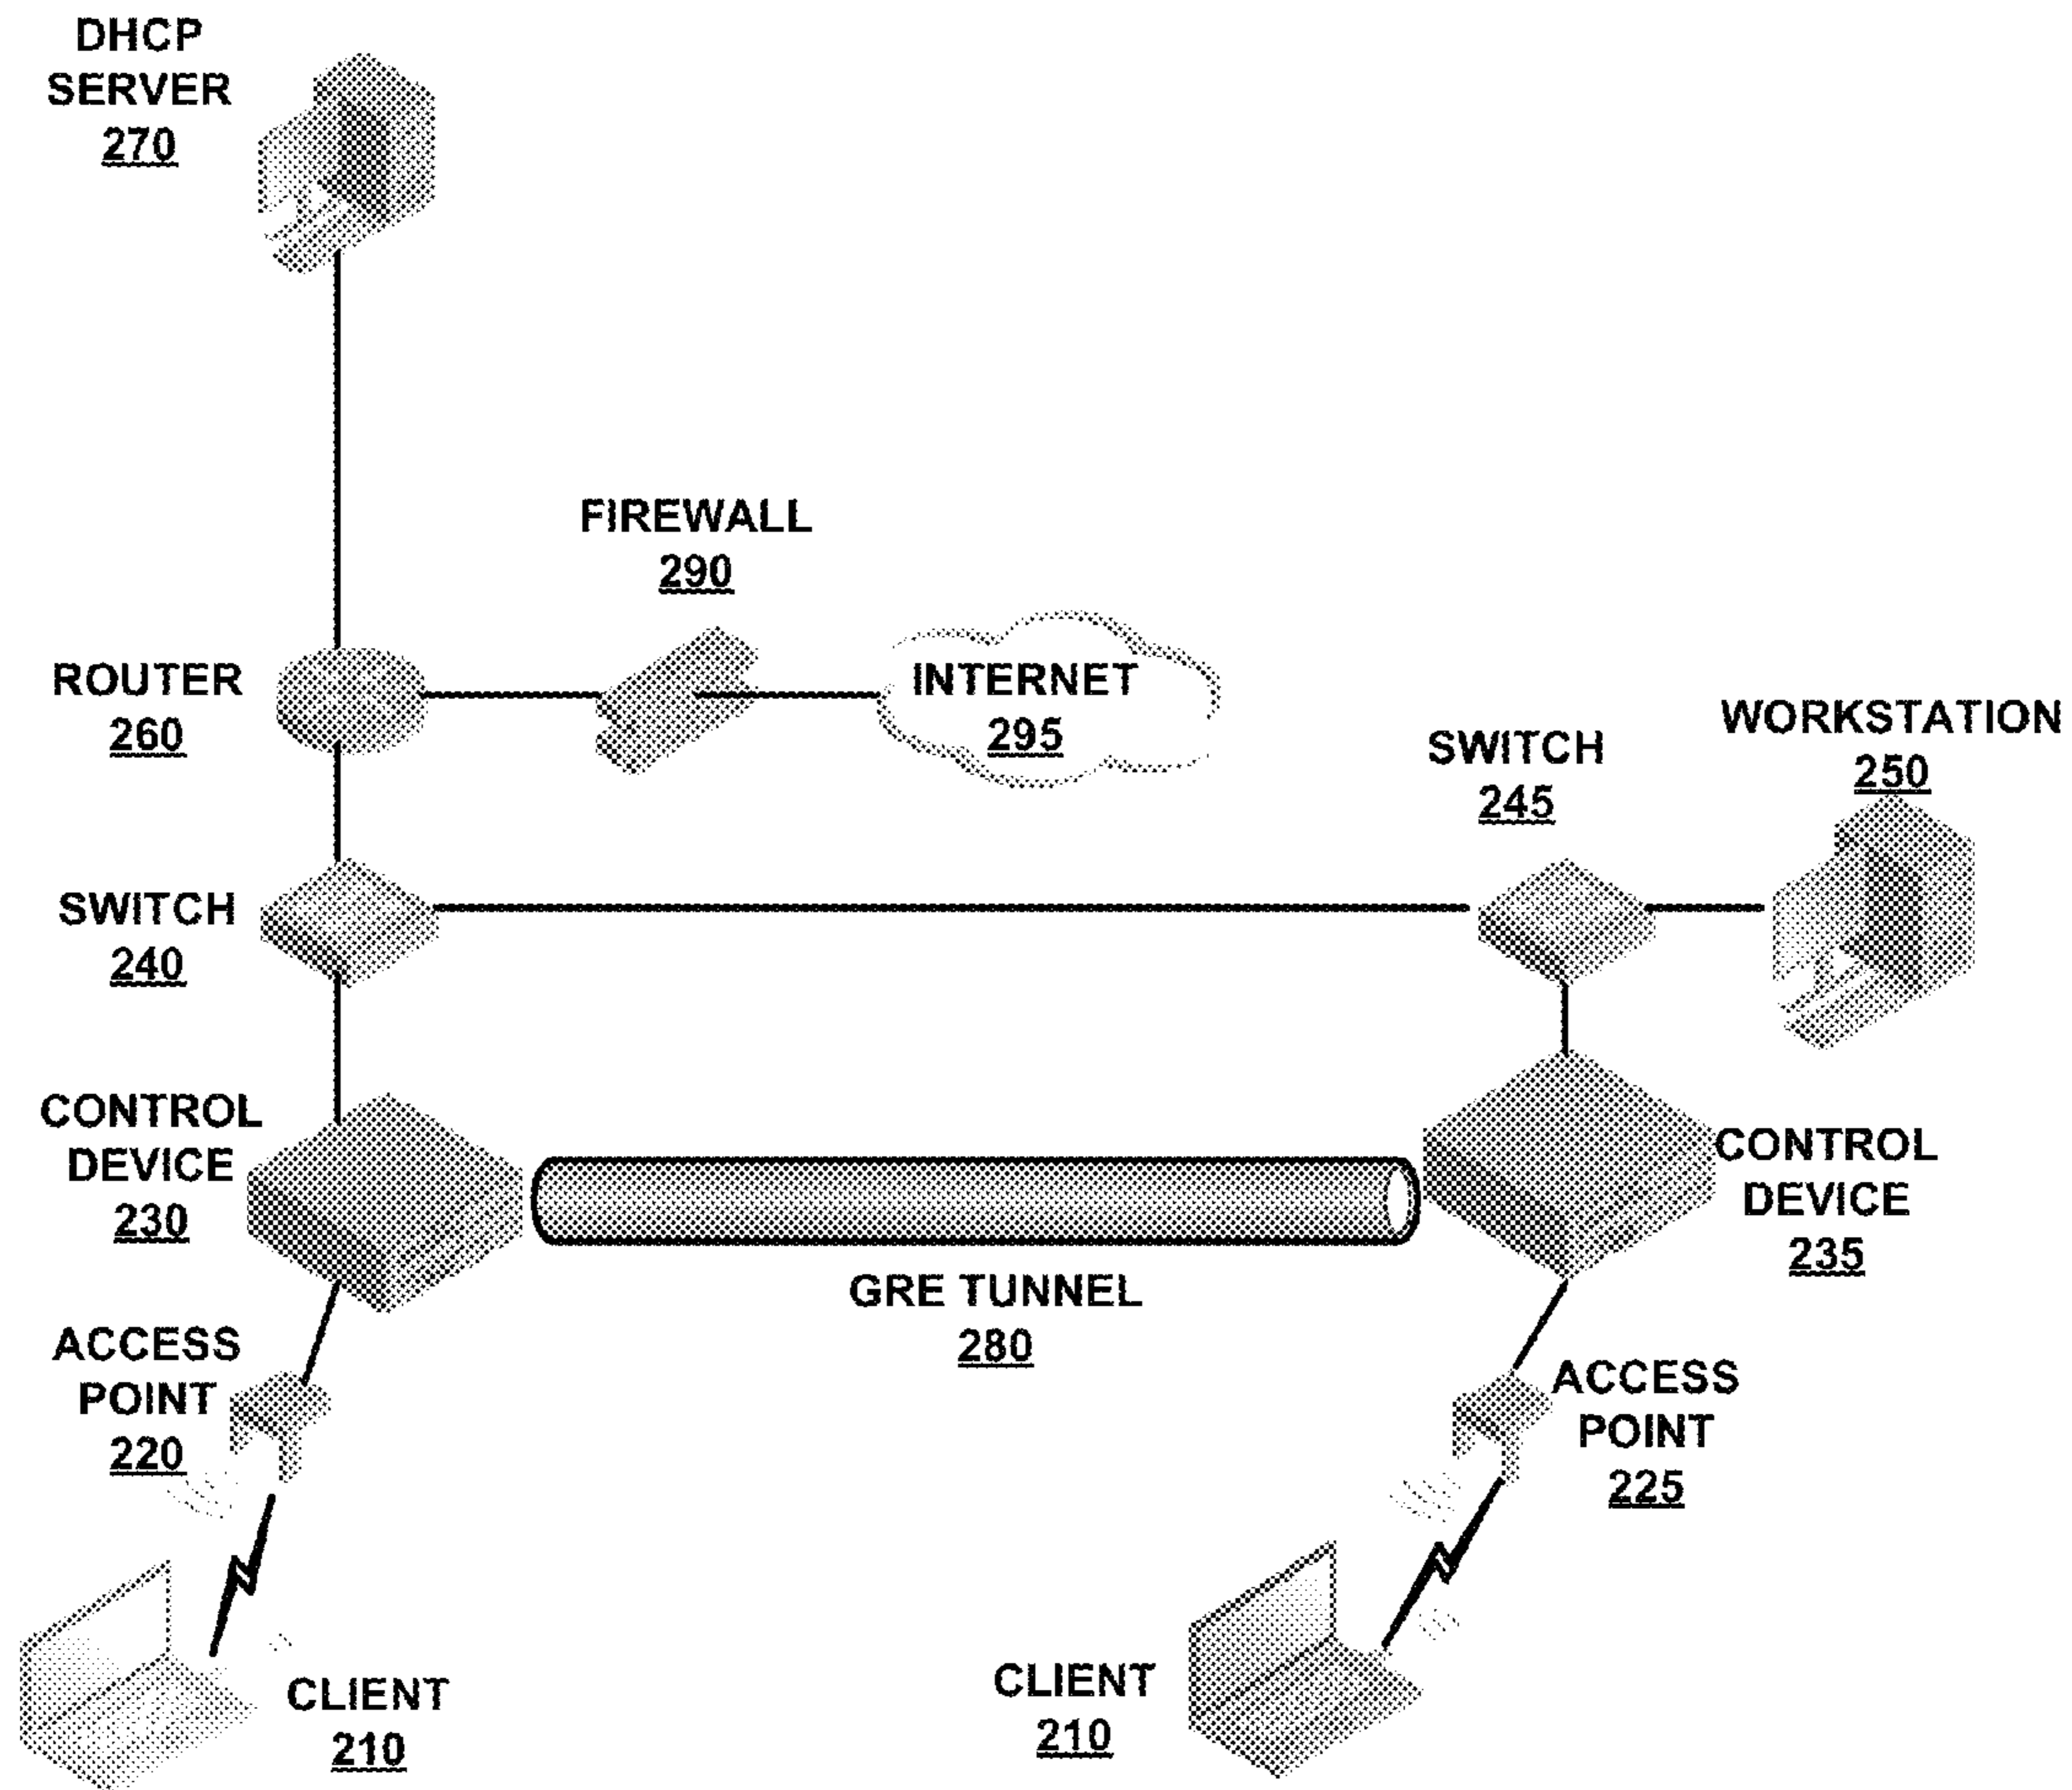 DHCP
SERVER
270
FIREWALL
290
ROUTER
260
INTERNET
295
SWITCH
245
WORKSTATION
250
SWITCH
240
CONTROL
DEVICE
230
CONTROL
DEVICE
235
GRE TUNNEL
280
ACCESS
POINT
220
ACCESS
POINT
225
CLIENT
210
CLIENT
210